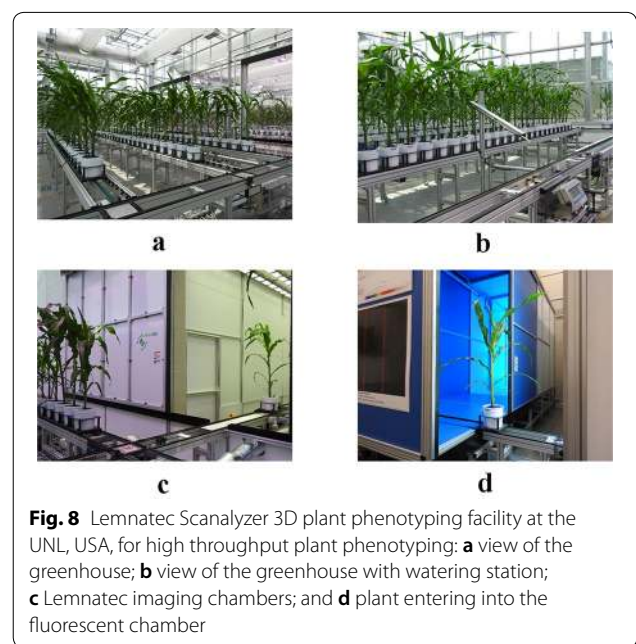 a
b
c
d
Fig. 8 Lemnatec Scanalyzer 3D plant phenotyping facility at the
UNL, USA, for high throughput plant phenotyping: a view of the
greenhouse; b view of the greenhouse with watering station;
c Lemnatec imaging chambers; and d plant entering into the
fluorescent chamber